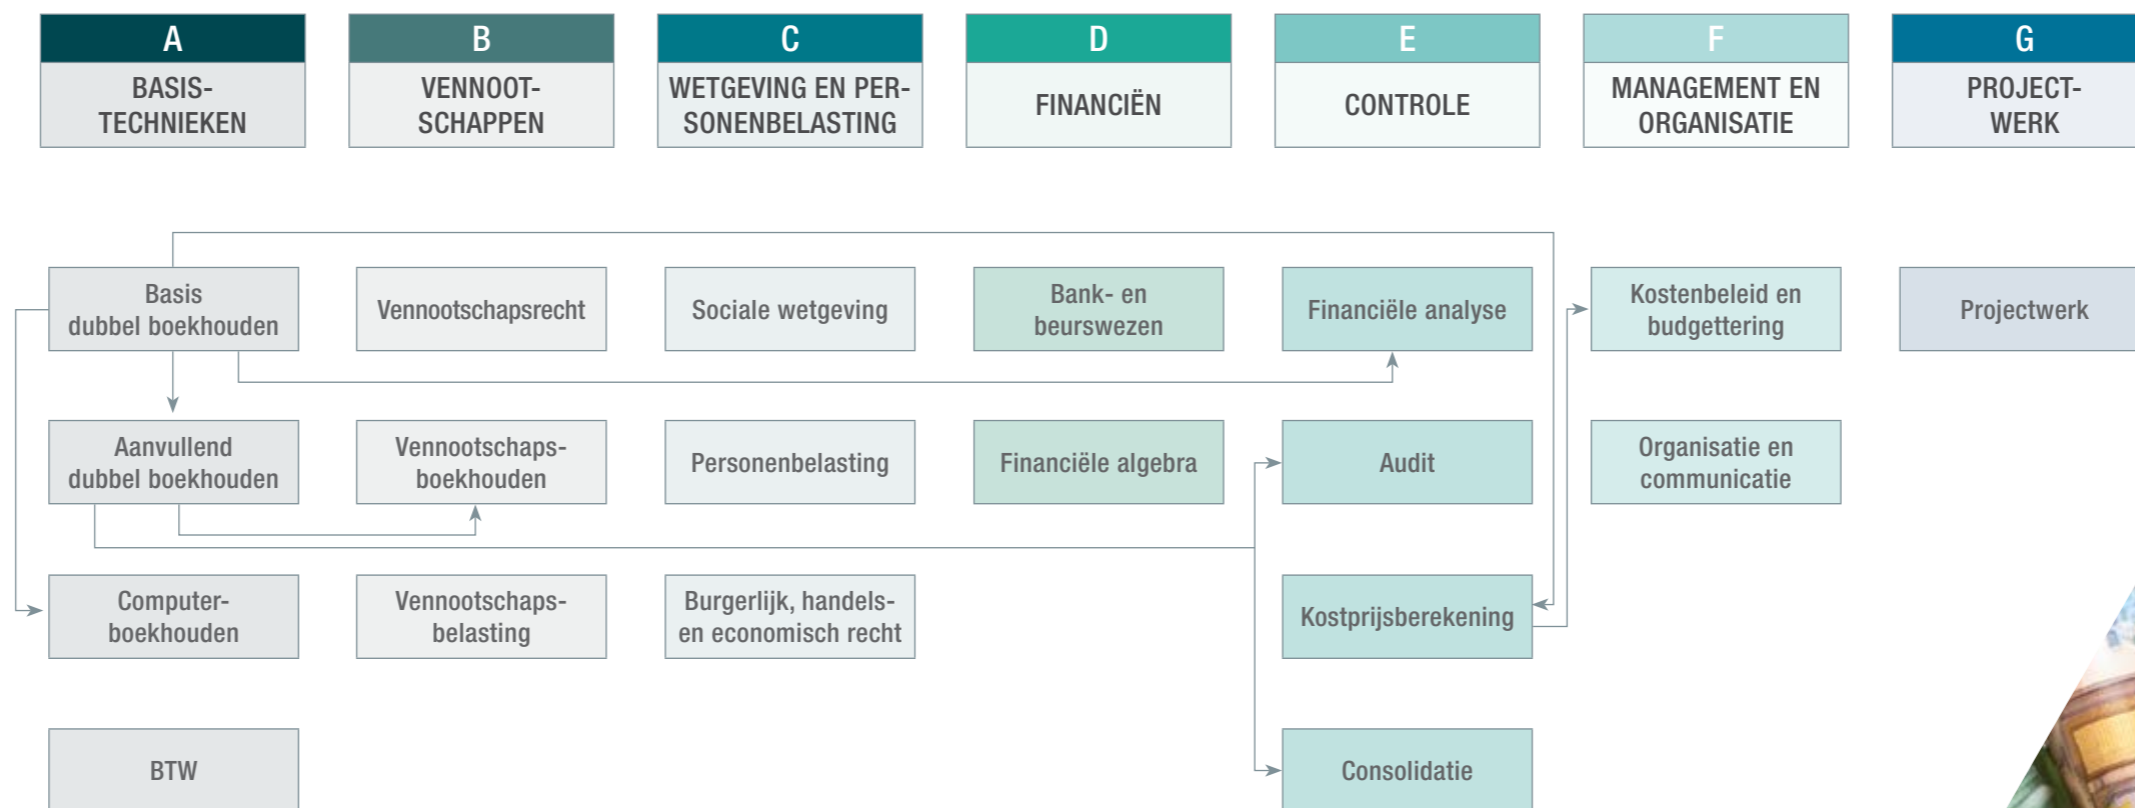 A
BASIS-
TECHNIEKEN
B
VENNOOT-
SCHAPPEN
C
WETGEVING EN PER-
SONENBELASTING
D
FINANCIËN
E
CONTROLE
F
MANAGEMENT EN
ORGANISATIE
G
PROJECT-
WERK
Basis
dubbel boekhouden
Vennootschapsrecht
Sociale wetgeving
Bank- en
beurswezen
Financiële analyse
Kostenbeleid en
budgettering
Projectwerk
Aanvullend
dubbel boekhouden
Vennootschaps-
boekhouden
Personenbelasting
Financiële algebra
Audit
Organisatie en
communicatie
Computer-
boekhouden
Vennootschaps-
belasting
Burgerlijk, handels-
en economisch recht
Kostprijsberekening
BTW
Consolidatie